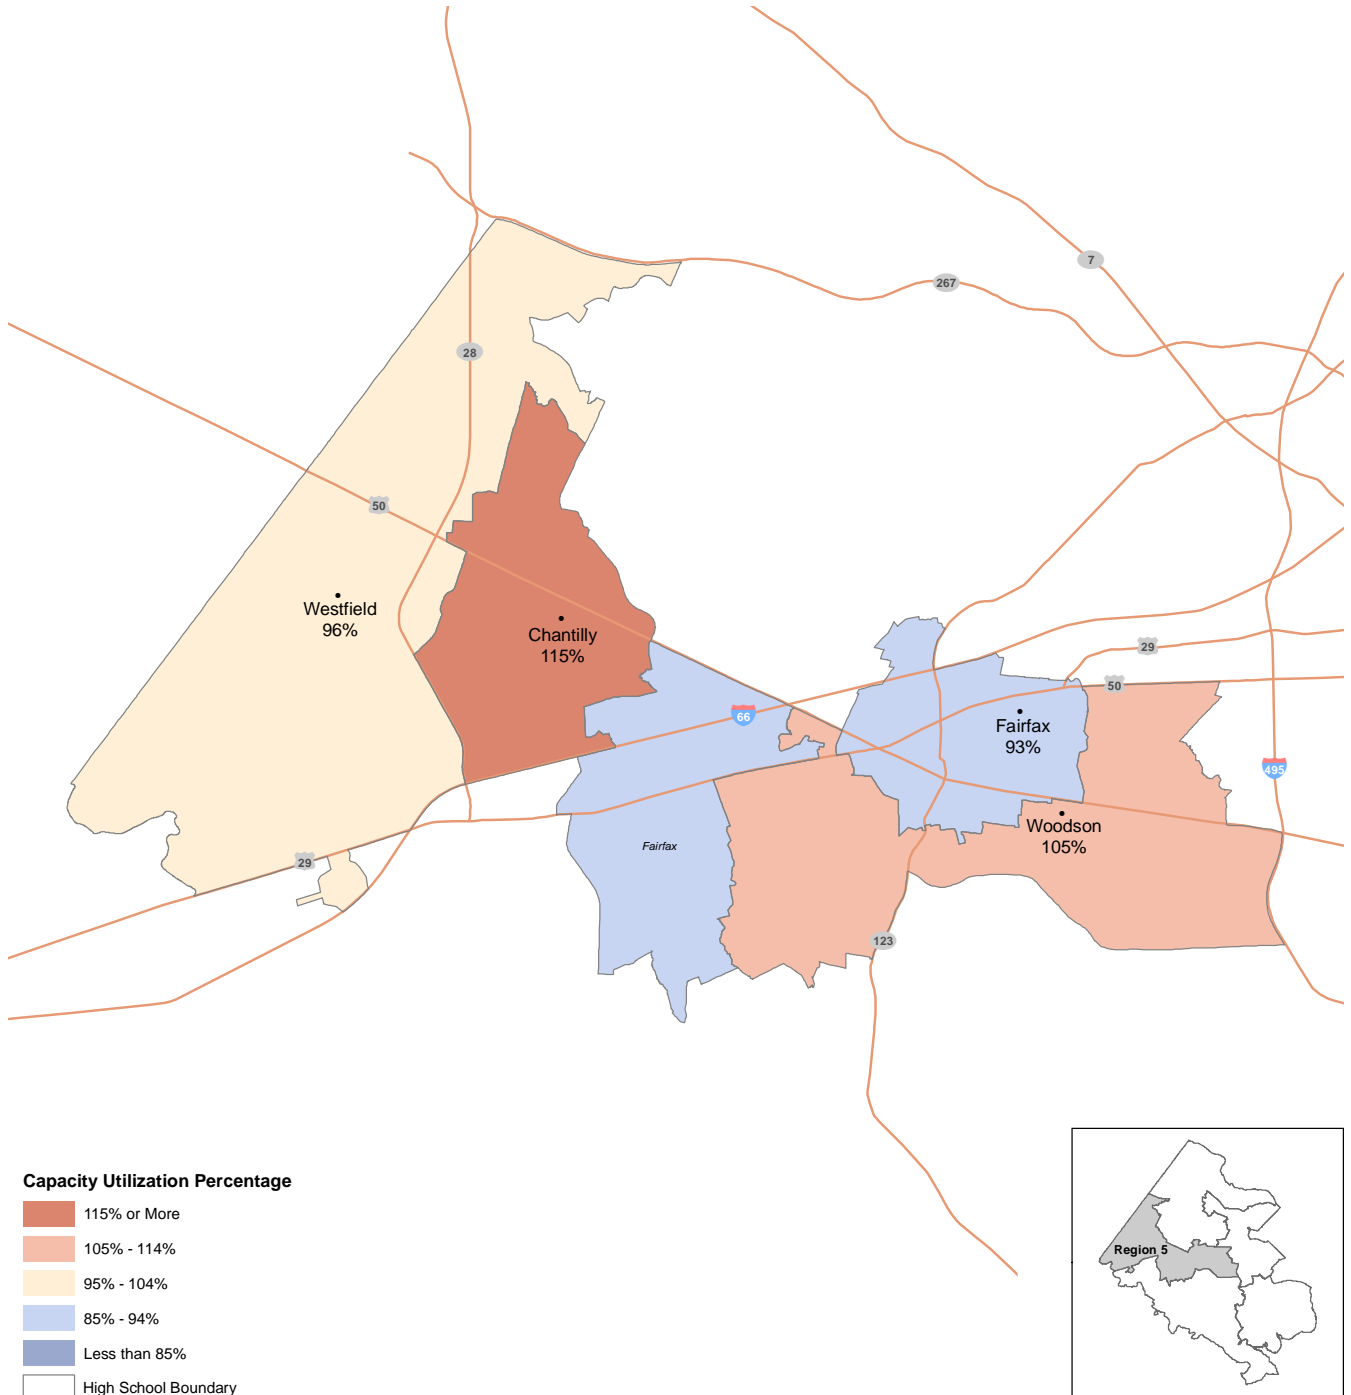 7
267
28
50
Westfield
96%
Chantilly
115%
29
50
66
Fairfax
93%
495
Woodson
105%
Fairfax
29
123
Capacity Utilization Percentage
115% or More
105% - 114%
95% - 104%
85% - 94%
Less than 85%
High School Boundary
Region 5